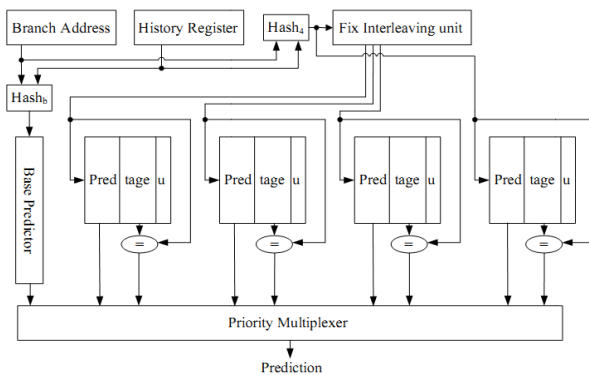 Branch Address
History Register
Hash4
Fix Interleaving unit
Hashb
Base Predictor
Pred tage u
Pred tage u
Pred tage u
Pred tage u
=
=
=
=
Priority Multiplexer
Prediction